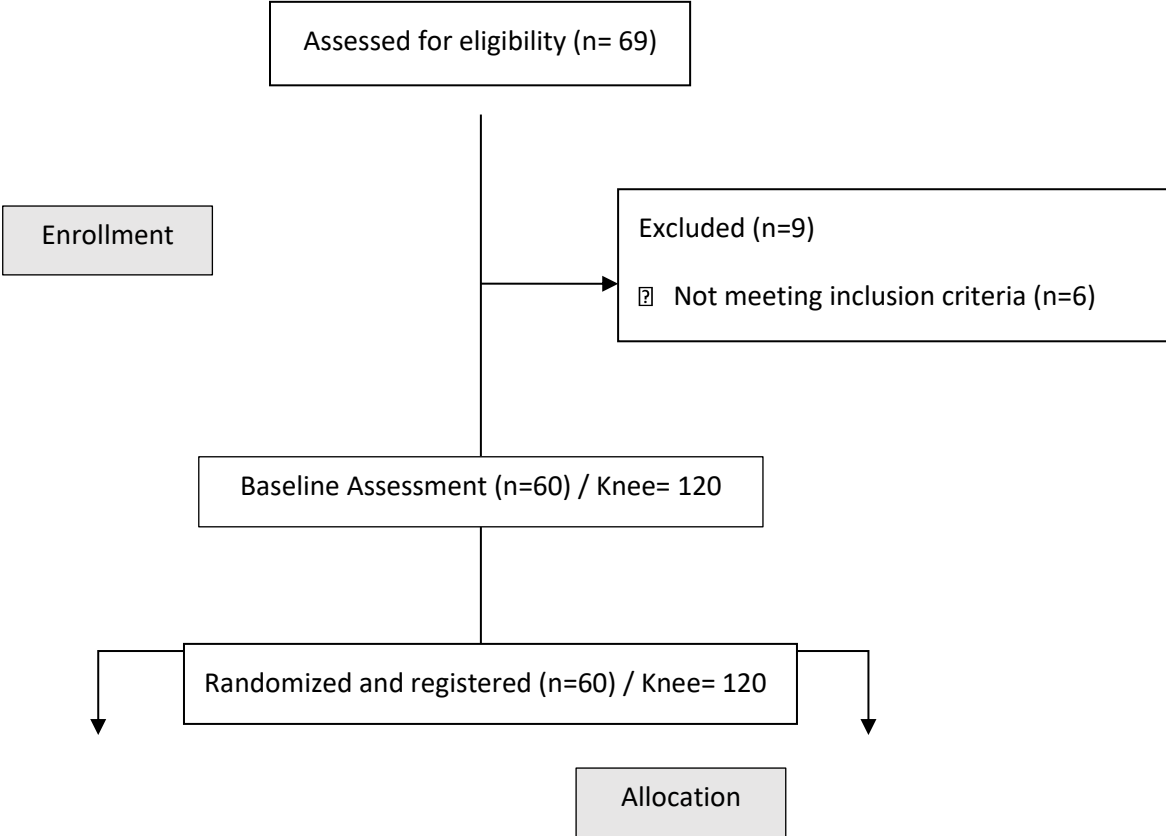 Assessed for eligibility (n= 69)
Enrollment
Excluded (n=9)
Not meeting inclusion criteria (n=6)
Baseline Assessment (n=60) / Knee= 120
Randomized and registered (n=60) / Knee= 120
Allocation